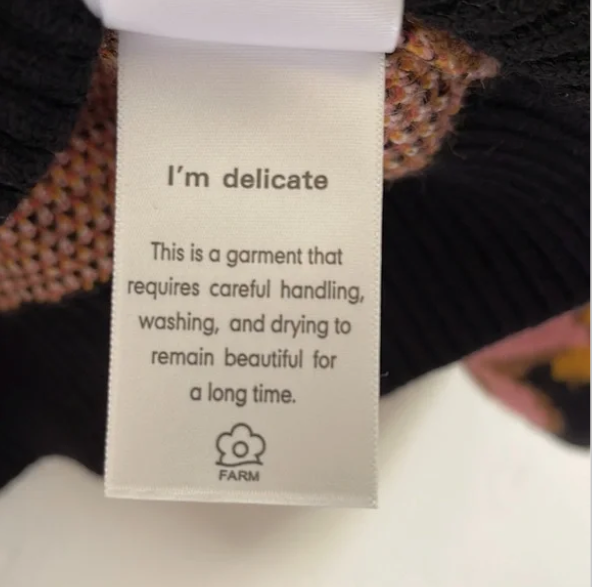 I'm delicate
This is a garment that
requires careful handling,
washing, and drying to
remain beautiful for
a long time.
FARM